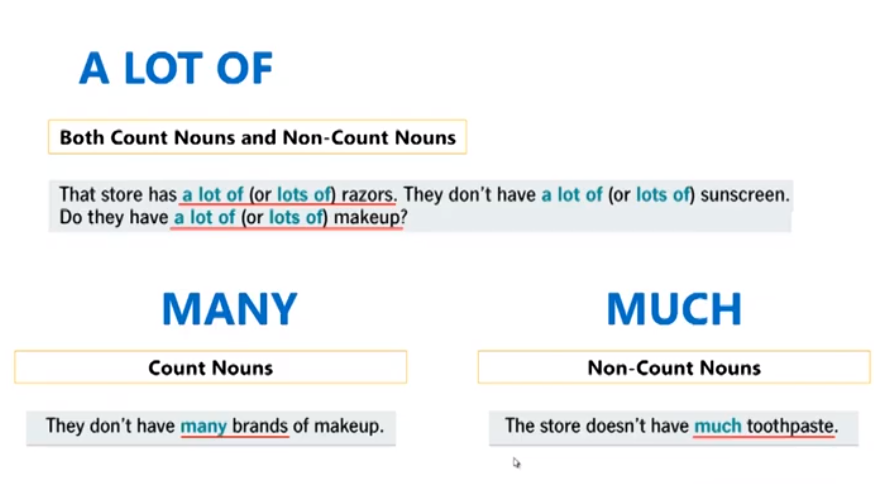 A LOT OF
Both Count Nouns and Non-Count Nouns
That store has a lot of (or lots of) razors. They don't have a lot of (or lots of) sunscreen.
Do they have a lot of (or lots of) makeup?
MANY
Count Nouns
They don't have many brands of makeup.
MUCH
Non-Count Nouns
The store doesn't have much toothpaste.